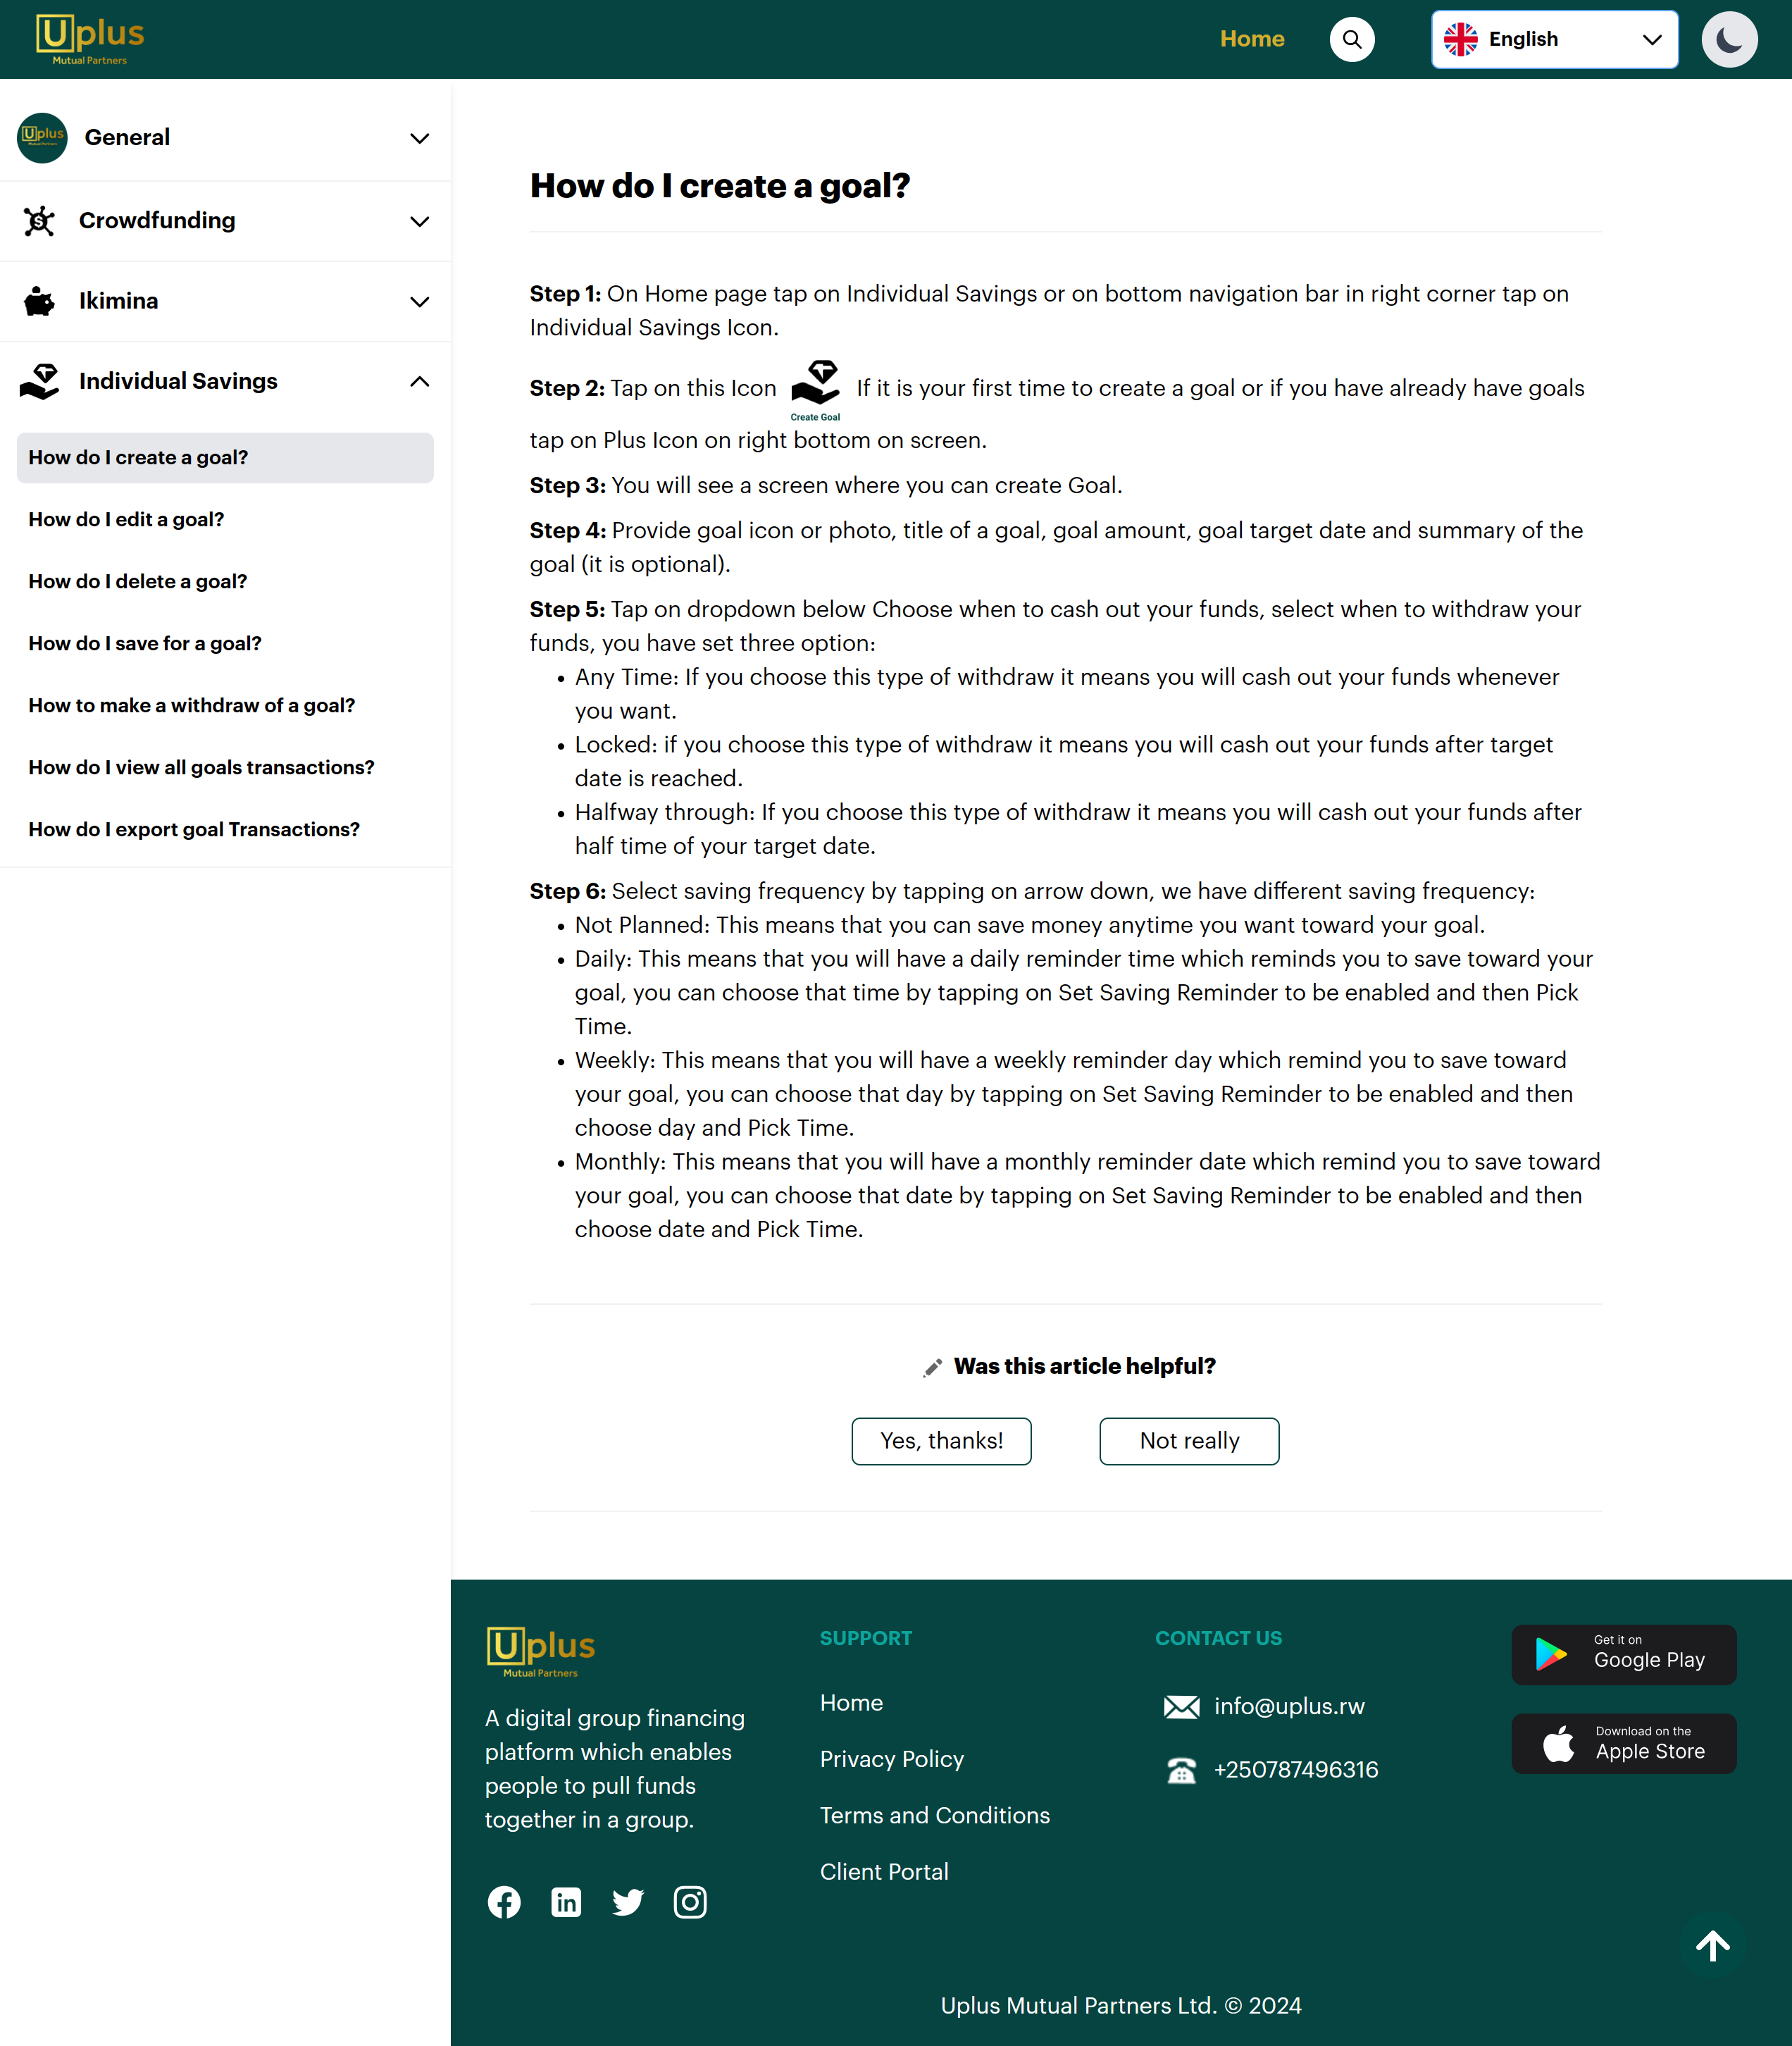 Uplus
Mutual Partners
Home
English
Uplus
General
Crowdfunding
Ikimina
Individual Savings
How do I create a goal?
How do I edit a goal?
How do I delete a goal?
How do I save for a goal?
How to make a withdraw of a goal?
How do I view all goals transactions?
How do I export goal Transactions?
How do I create a goal?
Step 1: On Home page tap on Individual Savings or on bottom navigation bar in right corner tap on
Individual Savings Icon.
Step 2: Tap on this Icon Create Goal If it is your first time to create a goal or if you have already have goals
tap on Plus Icon on right bottom on screen.
Step 3: You will see a screen where you can create Goal.
Step 4: Provide goal icon or photo, title of a goal, goal amount, goal target date and summary of the
goal (it is optional).
Step 5: Tap on dropdown below Choose when to cash out your funds, select when to withdraw your
funds, you have set three option:
• Any Time: If you choose this type of withdraw it means you will cash out your funds whenever
you want.
• Locked: if you choose this type of withdraw it means you will cash out your funds after target
date is reached.
• Halfway through: If you choose this type of withdraw it means you will cash out your funds after
half time of your target date.
Step 6: Select saving frequency by tapping on arrow down, we have different saving frequency:
• Not Planned: This means that you can save money anytime you want toward your goal.
• Daily: This means that you will have a daily reminder time which reminds you to save toward your
goal, you can choose that time by tapping on Set Saving Reminder to be enabled and then Pick
Time.
• Weekly: This means that you will have a weekly reminder day which remind you to save toward
your goal, you can choose that day by tapping on Set Saving Reminder to be enabled and then
choose day and Pick Time.
• Monthly: This means that you will have a monthly reminder date which remind you to save toward
your goal, you can choose that date by tapping on Set Saving Reminder to be enabled and then
choose date and Pick Time.
Was this article helpful?
Yes, thanks!
Not really
Uplus
Mutual Partners
A digital group financing
platform which enables
people to pull funds
together in a group.
SUPPORT
Home
Privacy Policy
Terms and Conditions
Client Portal
CONTACT US
info@uplus.rw
+250787496316
Get it on
Google Play
Download on the
Apple Store
Uplus Mutual Partners Ltd. © 2024